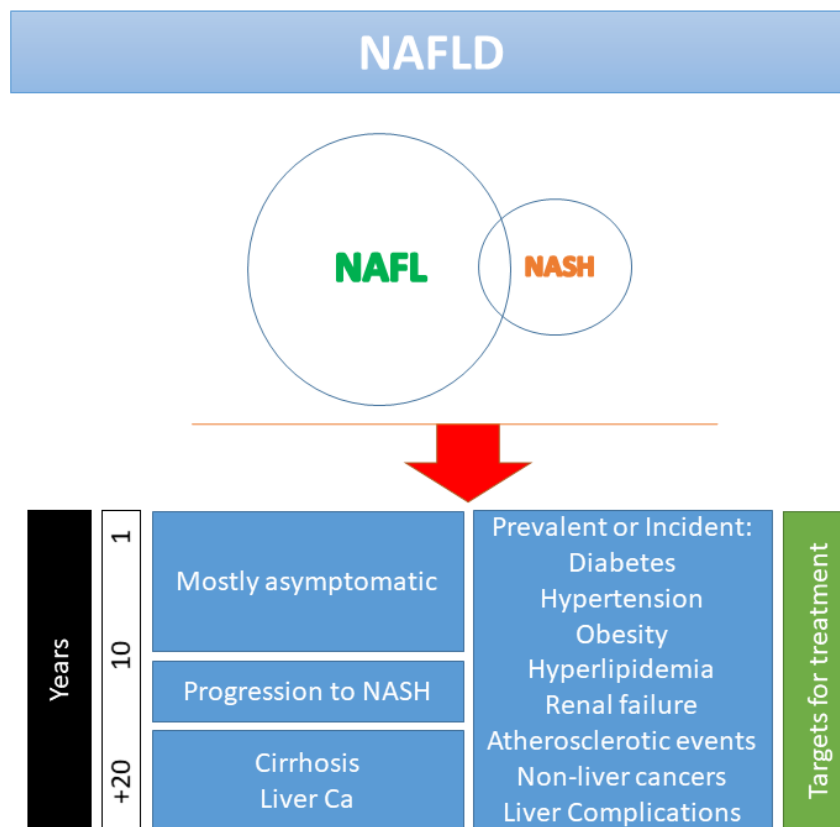 NAFLD
NAFL
NASH
Years
1
10
+20
Mostly asymptomatic
Progression to NASH
Cirrhosis
Liver Ca
Prevalent or Incident:
Diabetes
Hypertension
Obesity
Hyperlipidemia
Renal failure
Atherosclerotic events
Non-liver cancers
Liver Complications
Targets for treatment